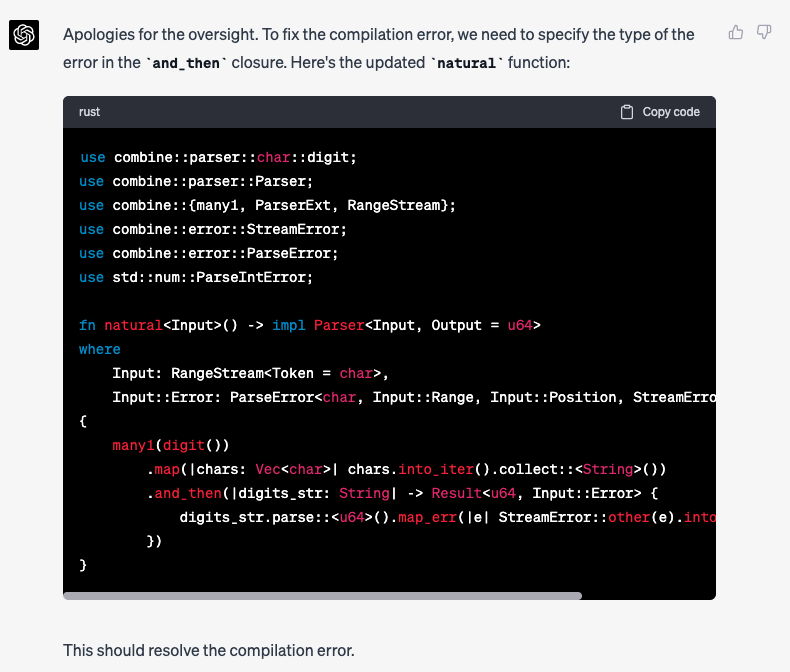 Apologies for the oversight. To fix the compilation error, we need to specify the type of the
error in the `and_then` closure. Here's the updated `natural` function:
rust
Copy code
use combine::parser::char::digit;
use combine::parser::Parser;
use combine::{many1, ParserExt, RangeStream};
use combine::error::StreamError;
use combine::error::ParseError;
use std::num::ParseIntError;
fn natural<Input>() -> impl Parser<Input, Output = u64>
where
    Input: RangeStream<Token = char>,
    Input::Error: ParseError<char, Input::Range, Input::Position, StreamErro
{
    many1(digit())
        .map(|chars: Vec<char>| chars.into_iter().collect::<String>())
        .and_then(|digits_str: String| -> Result<u64, Input::Error> {
            digits_str.parse::<u64>().map_err(|e| StreamError::other(e).into
        })
}
This should resolve the compilation error.